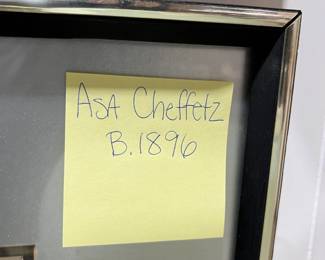 ASA Cheffetz
B. 1896